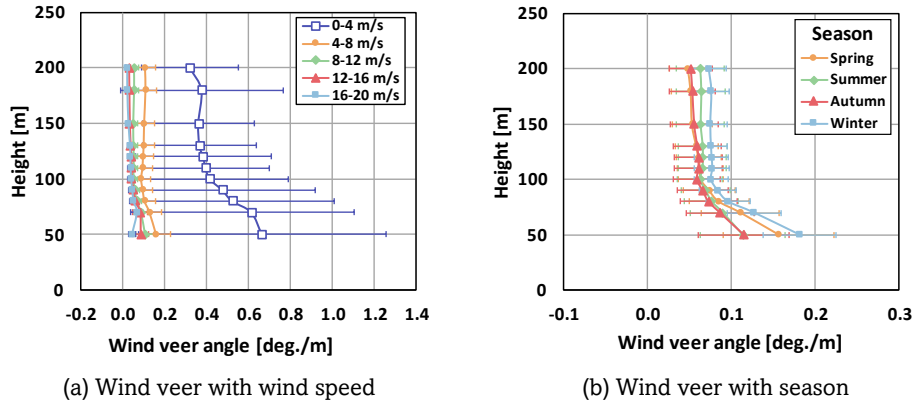 250
200
150
100
50
0
Height [m]
-0.2 0.0 0.2 0.4 0.6 0.8 1.0 1.2 1.4
Wind veer angle [deg./m]
0-4 m/s
4-8 m/s
8-12 m/s
12-16 m/s
16-20 m/s
(a) Wind veer with wind speed
250
200
150
100
50
0
Height [m]
-0.1 0.0 0.1 0.2 0.3
Wind veer angle [deg./m]
Season
Spring
Summer
Autumn
Winter
(b) Wind veer with season